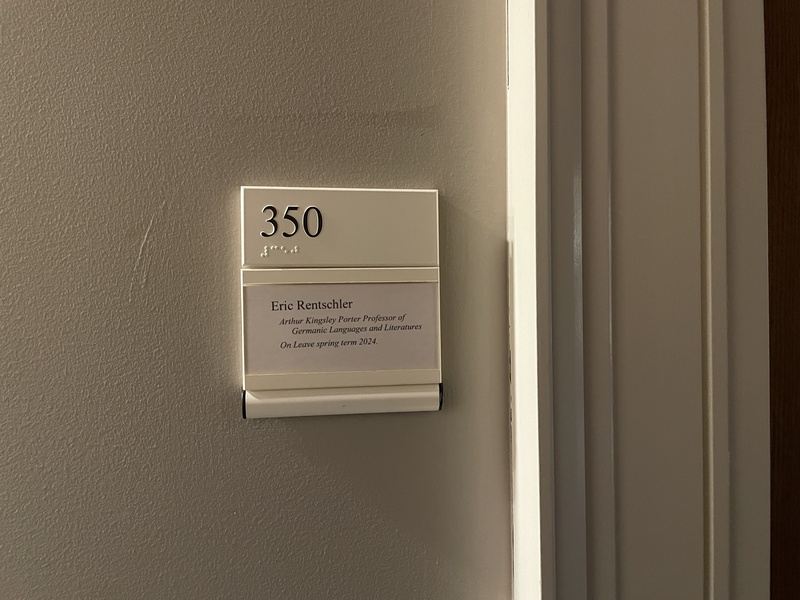 350
Eric Rentschler
Arthur Kingsley Porter Professor of
Germanic Languages and Literatures
On Leave spring term 2024.